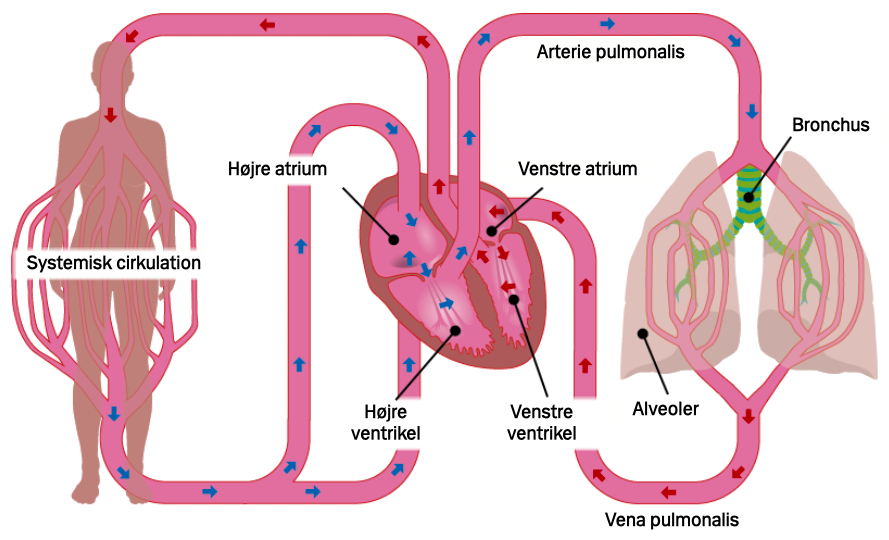 Arterie pulmonalis
Bronchus
Højre atrium
Venstre atrium
Systemisk cirkulation
Højre
ventrikel
Venstre
ventrikel
Alveoler
Vena pulmonalis